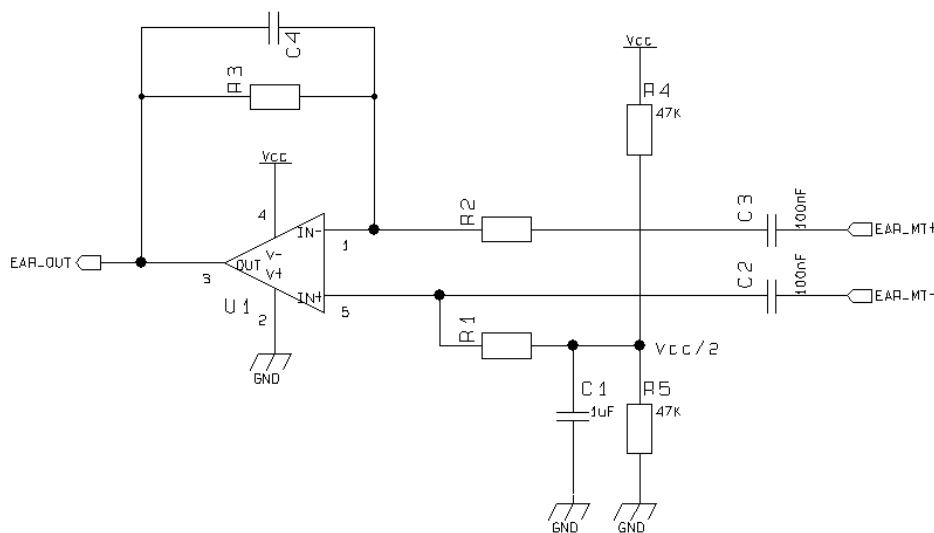 C4
R3
Vcc
Vcc
R4
47K
4
IN-
1
R2
C3
100nF
EAR_MT+
EAR_OUT
3
OUT
V-
V+
IN+
5
U1
2
GND
C2
100nF
EAR_MT-
R1
Vcc/2
C1
1uF
R5
47K
GND
GND